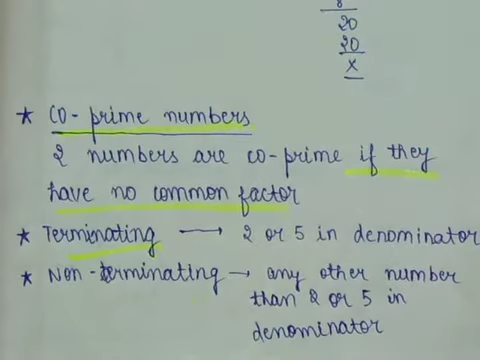 8
20
20
x
* CO-prime numbers
2 numbers are co-prime if they
have no common factor
* Terminating → 2 or 5 in denominator
* Non-terminating → any other number
than 2 or 5 in
denominator